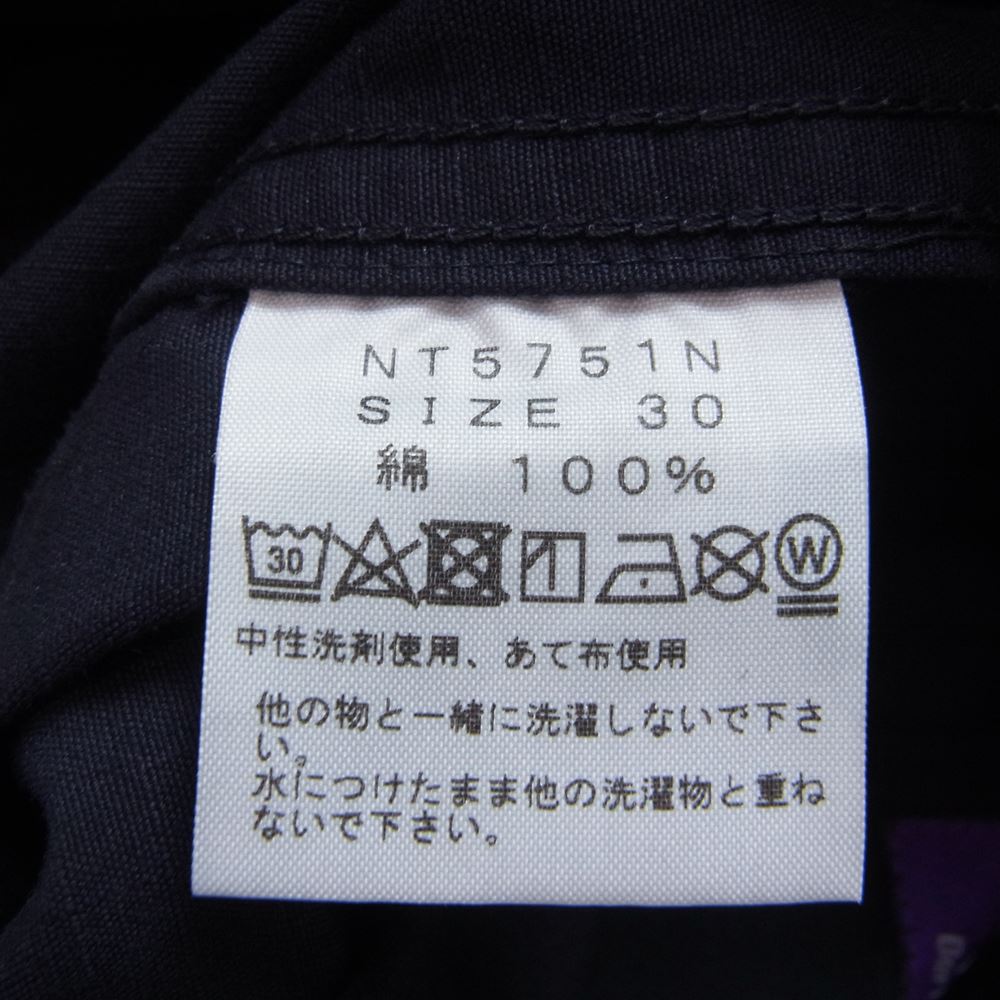 NT5751N
SIZE 30
綿 100%
30 W
中性洗剤使用、あて布使用
他の物と一緒に洗濯しないで下さ
い。
水につけたまま他の洗濯物と重ね
ないで下さい。